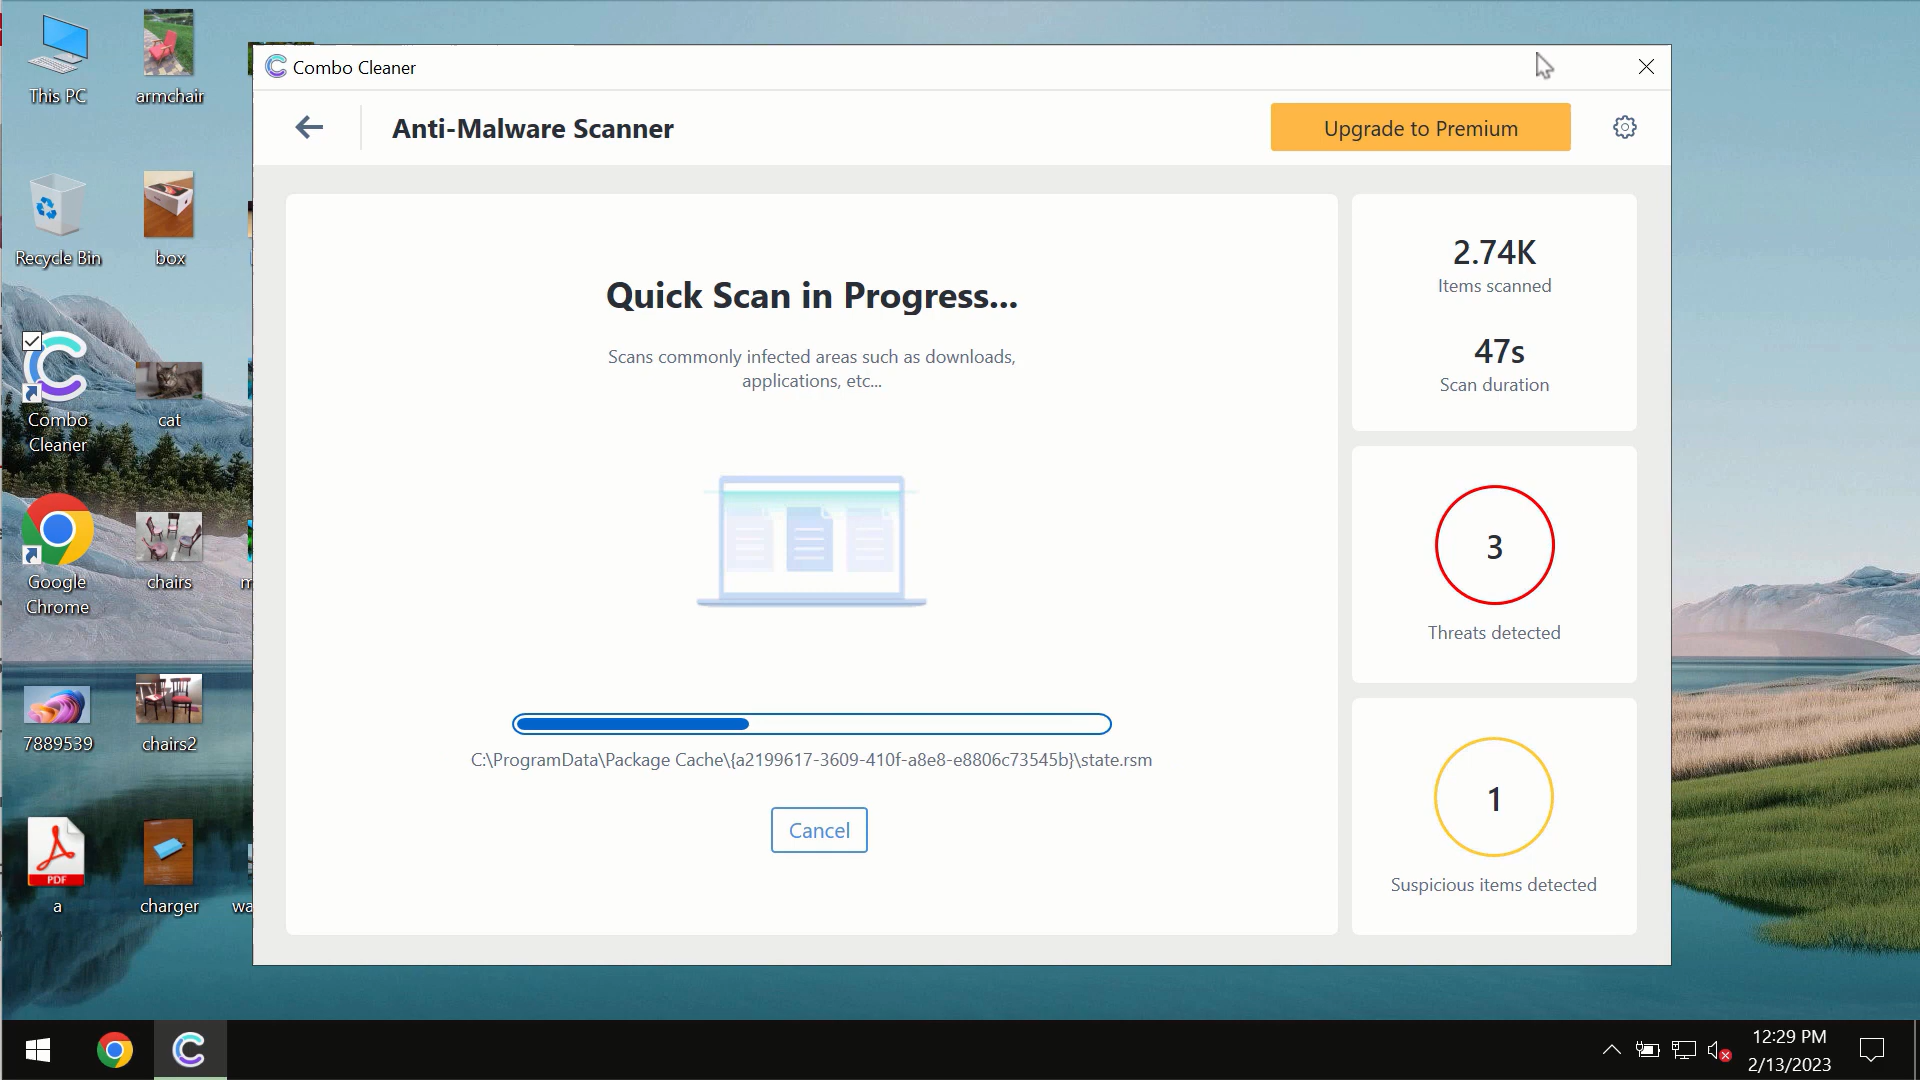 This PC
armchair
Recycle Bin
box
Combo
Cleaner
cat
Google
Chrome
chairs
7889539
chairs2
PDF
a
charger
wa
Combo Cleaner
Anti-Malware Scanner
Upgrade to Premium
Quick Scan in Progress...
Scans commonly infected areas such as downloads,
applications, etc...
C:\ProgramData\Package Cache\{a2199617-3609-410f-a8e8-e8806c73545b}\state.rsm
Cancel
2.74K
Items scanned
47s
Scan duration
3
Threats detected
1
Suspicious items detected
12:29 PM
2/13/2023